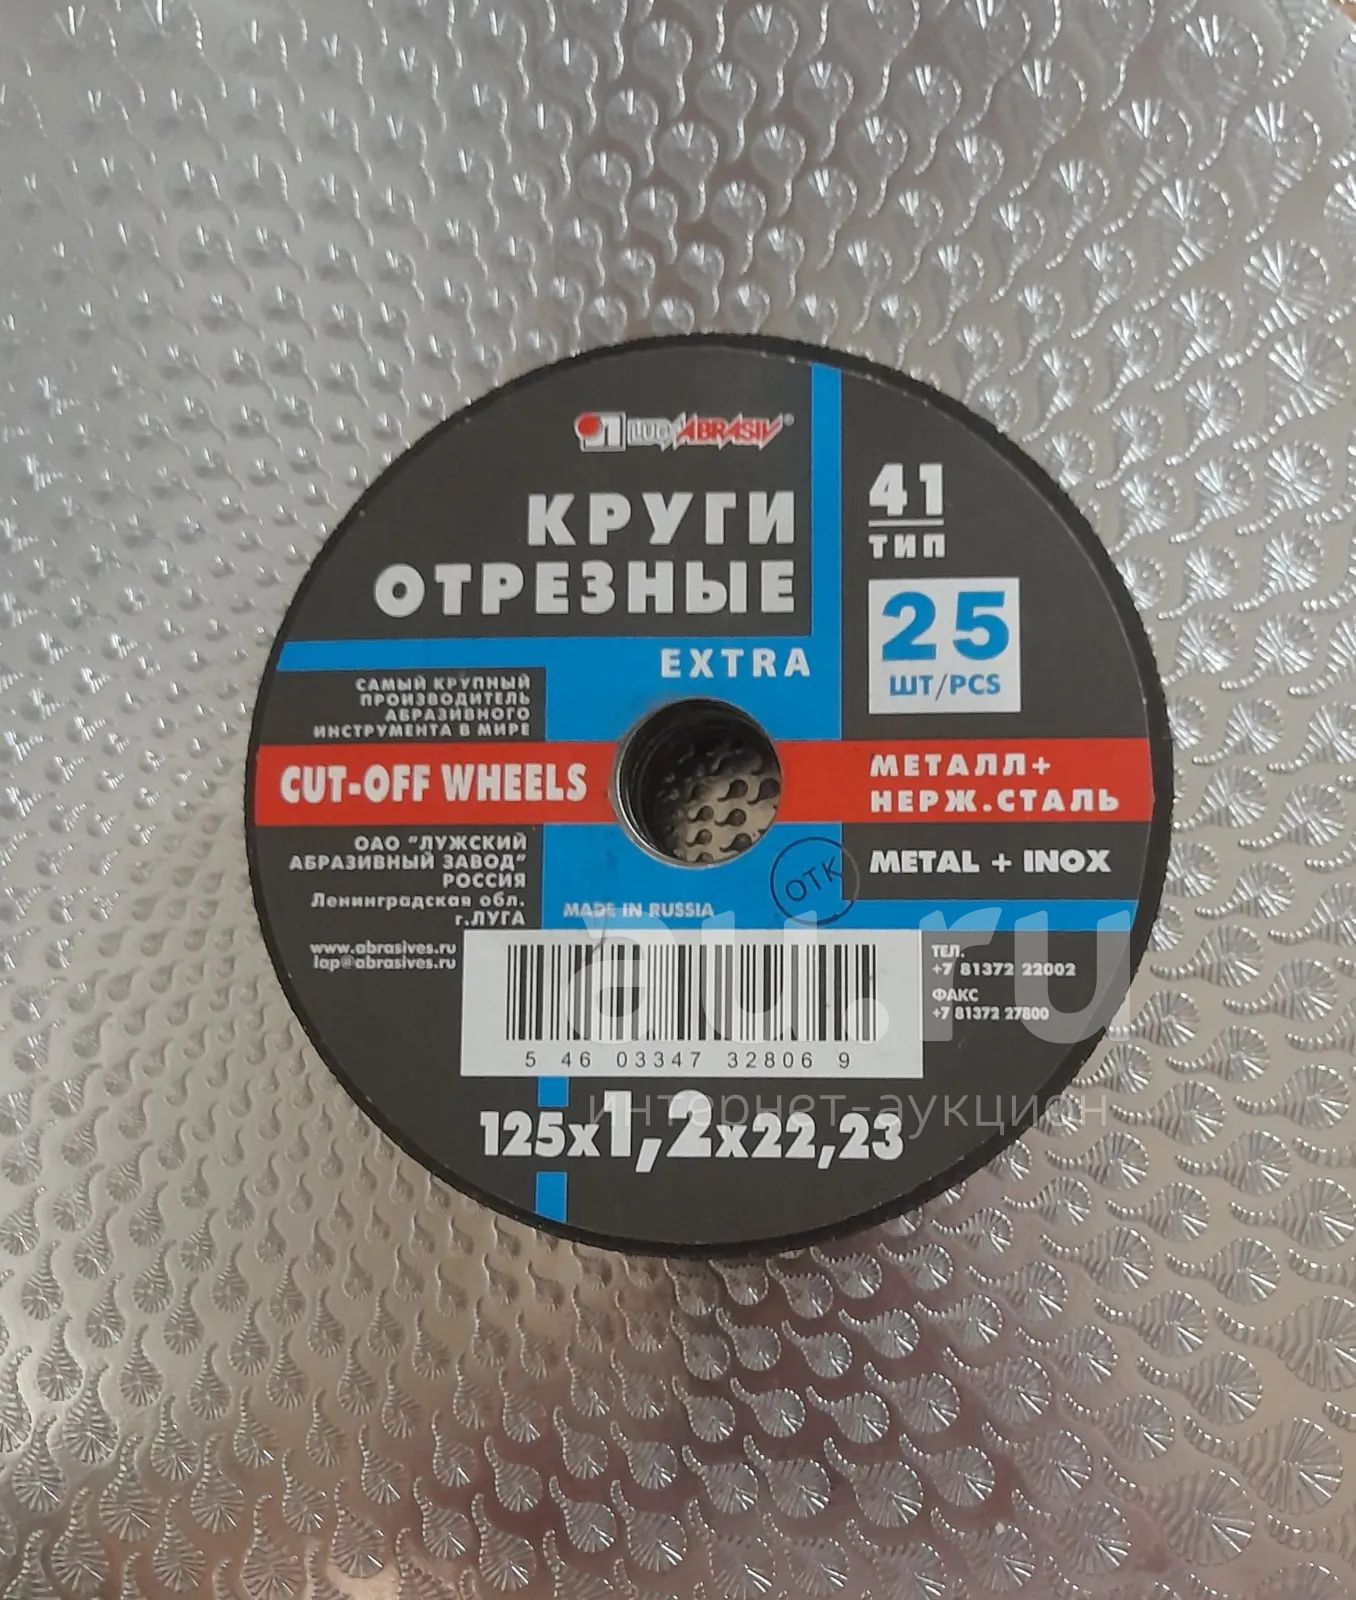 LUGAABRASIV®
КРУГИ
ОТРЕЗНЫЕ
EXTRA
41
ТИП
25
ШТ/PCS
САМЫЙ КРУПНЫЙ
ПРОИЗВОДИТЕЛЬ
АБРАЗИВНОГО
ИНСТРУМЕНТА В МИРЕ
CUT-OFF WHEELS
МЕТАЛЛ+
НЕРЖ.СТАЛЬ
METAL + INOX
ОАО "ЛУЖСКИЙ
АБРАЗИВНЫЙ ЗАВОД"
РОССИЯ
Ленинградская обл.
г.ЛУГА
www.abrasives.ru
lap@abrasives.ru
MADE IN RUSSIA
ОТК
ТЕЛ.
+7 81372 22002
ФАКС
+7 81372 27800
5 46 03347 32806 9
125x1,2x22,23
au.ru
интернет-аукцион